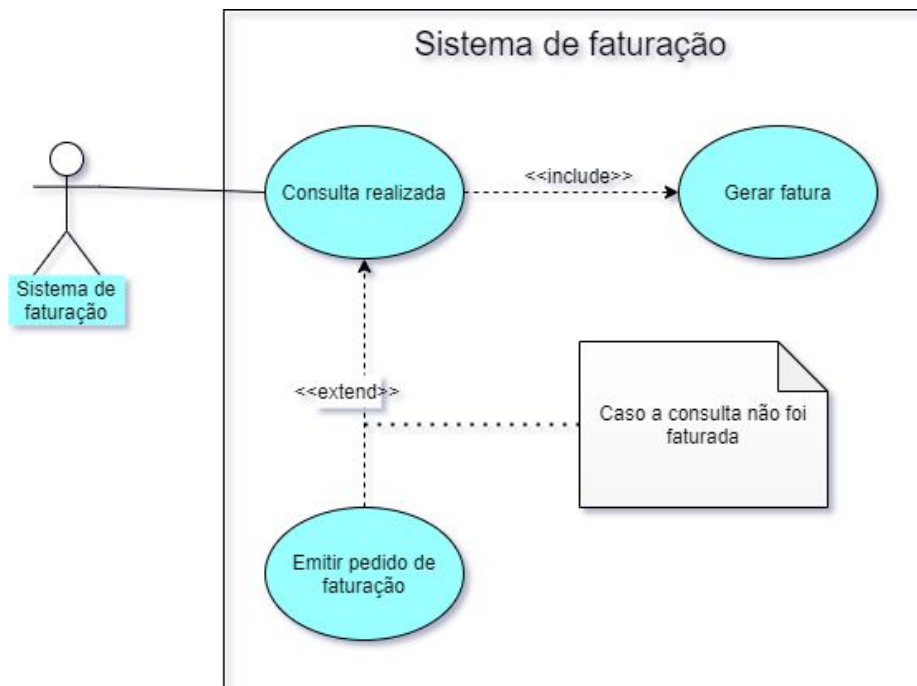 Sistema de faturação
Consulta realizada
<<include>>
Gerar fatura
Sistema de
faturação
<<extend>>
Caso a consulta não foi
faturada
Emitir pedido de
faturação